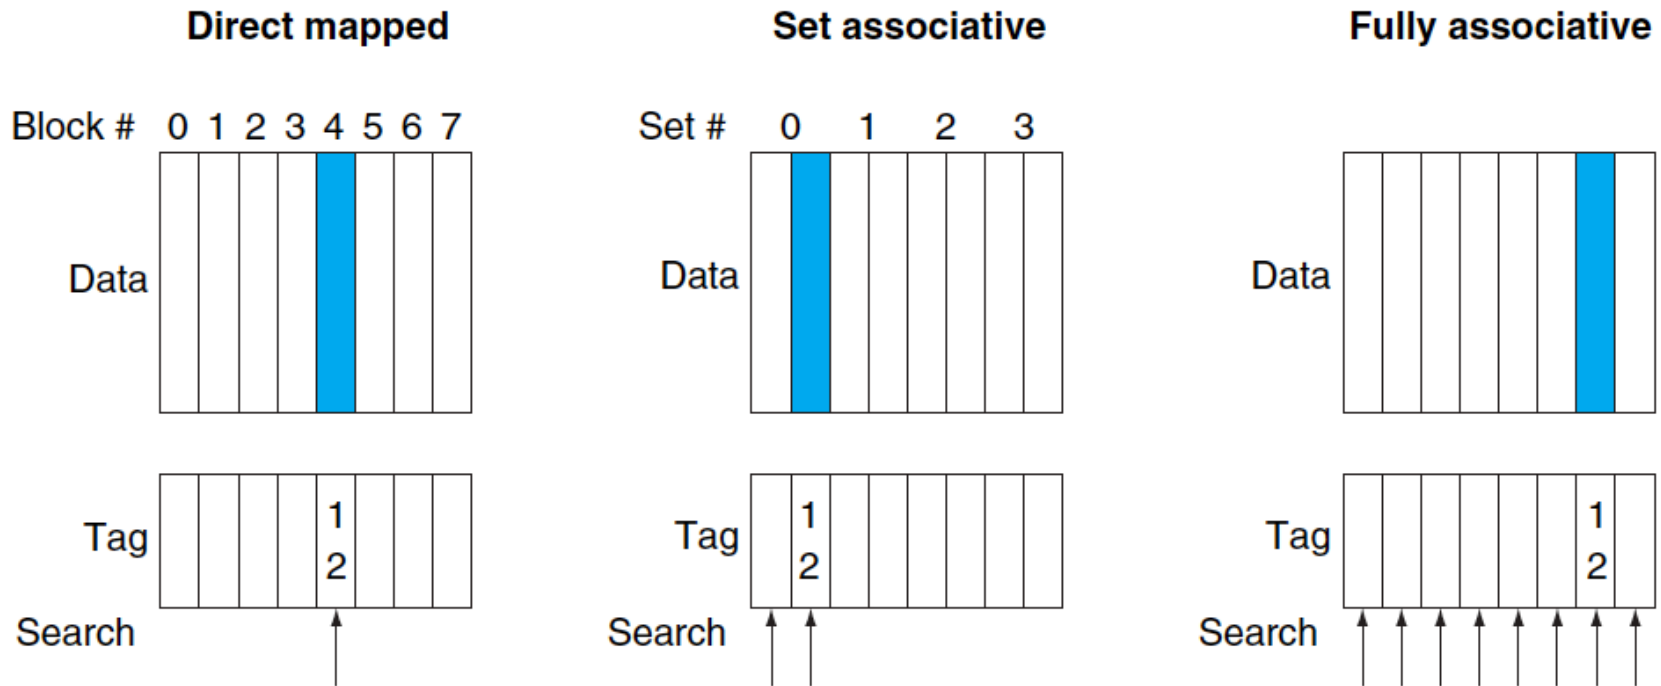 Direct mapped
Block # 0 1 2 3 4 5 6 7
Data
Tag
1
2
Search
Set associative
Set # 0 1 2 3
Data
Tag
1
2
Search
Fully associative
Data
Tag
1
2
Search